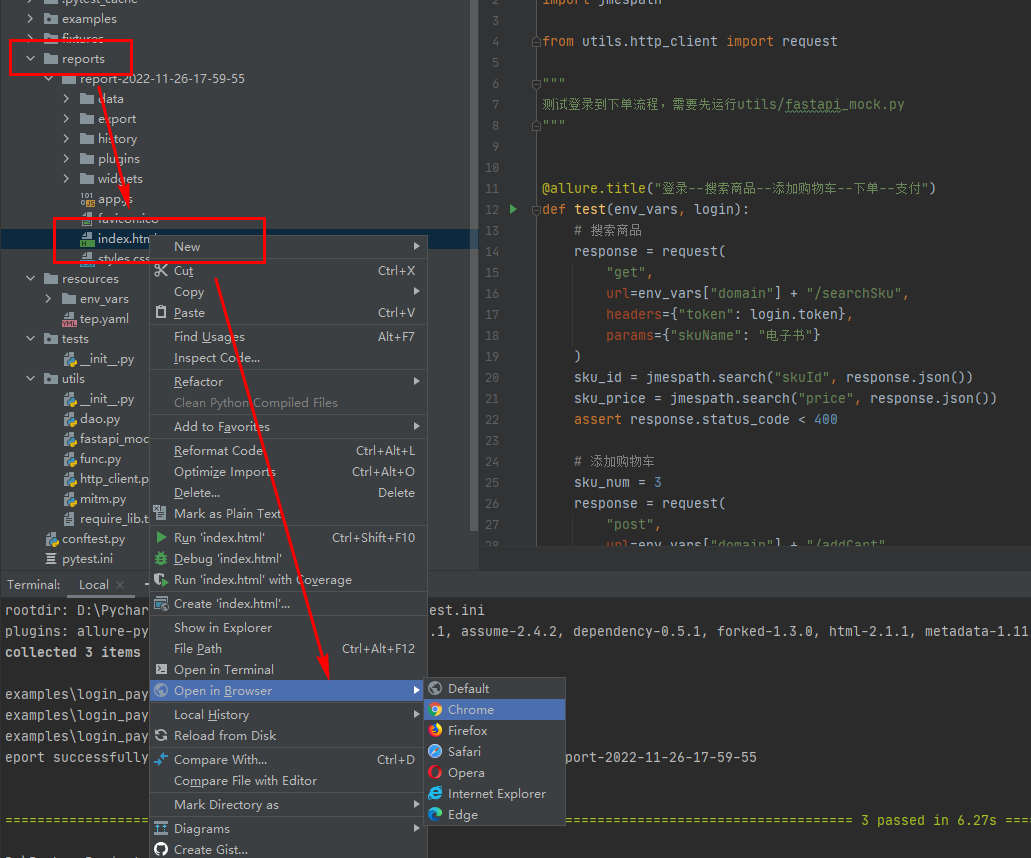 .pytest_cache
examples
fixtures
reports
report-2022-11-26-17-59-55
data
export
history
plugins
widgets
app.js
favicon.ico
index.html
styles.css
resources
env_vars
tep.yaml
tests
__init__.py
utils
__init__.py
dao.py
fastapi_moc
func.py
http_client.p
mitm.py
require_lib.t
conftest.py
pytest.ini
2 import jmespath
3
4 from utils.http_client import request
5
6 """
7 测试登录到下单流程，需要先运行utils/fastapi_mock.py
8 """
9
10
11 @allure.title("登录--搜索商品--添加购物车--下单--支付")
12 def test(env_vars, login):
13 # 搜索商品
14 response = request(
15 "get",
16 url=env_vars["domain"] + "/searchSku",
17 headers={"token": login.token},
18 params={"skuName": "电子书"}
19 )
20 sku_id = jmespath.search("skuId", response.json())
21 sku_price = jmespath.search("price", response.json())
22 assert response.status_code < 400
23
24 # 添加购物车
25 sku_num = 3
26 response = request(
27 "post",
28 url=env_vars["domain"] + "/addCart",
New
Cut Ctrl+X
Copy
Paste Ctrl+V
Find Usages Alt+F7
Inspect Code...
Refactor
Clean Python Compiled Files
Add to Favorites
Reformat Code Ctrl+Alt+L
Optimize Imports Ctrl+Alt+O
Delete... Delete
Mark as Plain Text
Run 'index.html' Ctrl+Shift+F10
Debug 'index.html'
Run 'index.html' with Coverage
Create 'index.html'...
Show in Explorer
File Path Ctrl+Alt+F12
Open in Terminal
Open in Browser
Local History
Reload from Disk
Compare With... Ctrl+D
Compare File with Editor
Mark Directory as
Diagrams
Create Gist...
Default
Chrome
Firefox
Safari
Opera
Internet Explorer
Edge
Terminal: Local
rootdir: D:\Pychar est.ini
plugins: allure-py .1, assume-2.4.2, dependency-0.5.1, forked-1.3.0, html-2.1.1, metadata-1.11
collected 3 items
examples\login_pay
examples\login_pay
examples\login_pay
eport successfully port-2022-11-26-17-59-55
3 passed in 6.27s